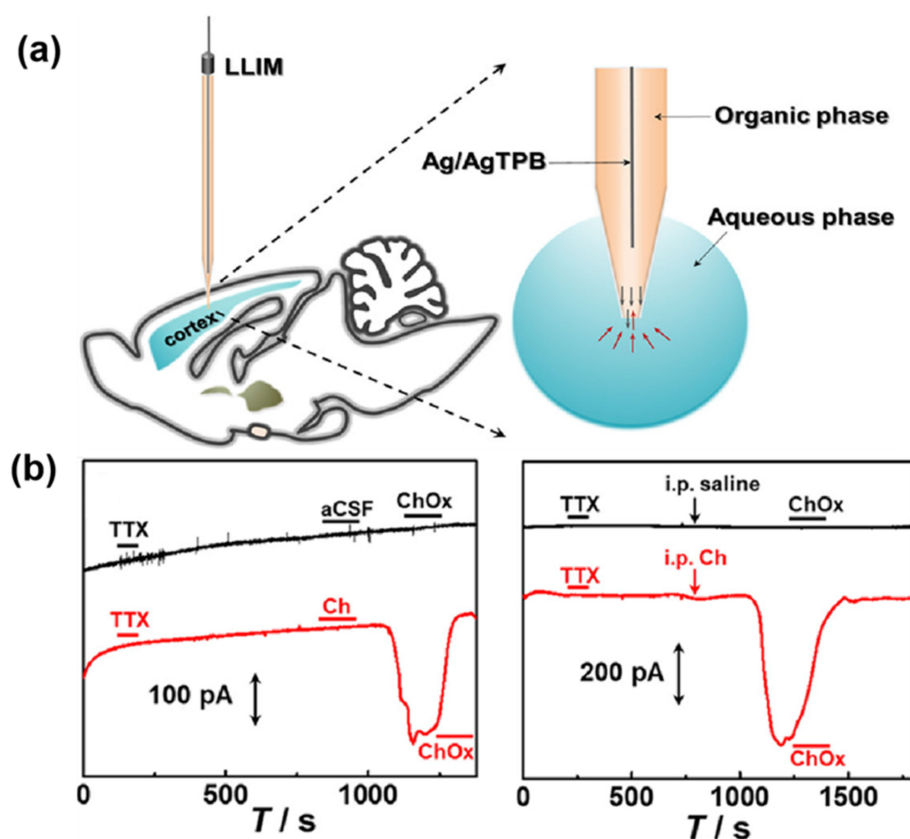 (a)
LLIM
Organic phase
Ag/AgTPB
Aqueous phase
cortex
(b)
TTX
aCSF
ChOx
TTX
Ch
100 pA
ChOx
0
500
1000
T / s
TTX
i.p. saline
ChOx
TTX
i.p. Ch
200 pA
ChOx
0
500
1000
1500
T / s